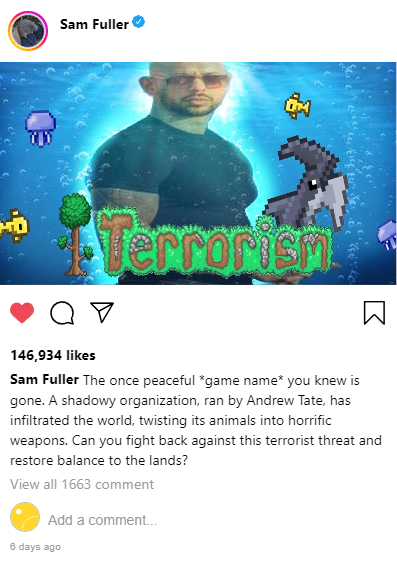 Sam Fuller
Terrorism
146,934 likes
Sam Fuller The once peaceful *game name* you knew is
gone. A shadowy organization, ran by Andrew Tate, has
infiltrated the world, twisting its animals into horrific
weapons. Can you fight back against this terrorist threat and
restore balance to the lands?
View all 1663 comment
Add a comment...
6 days ago